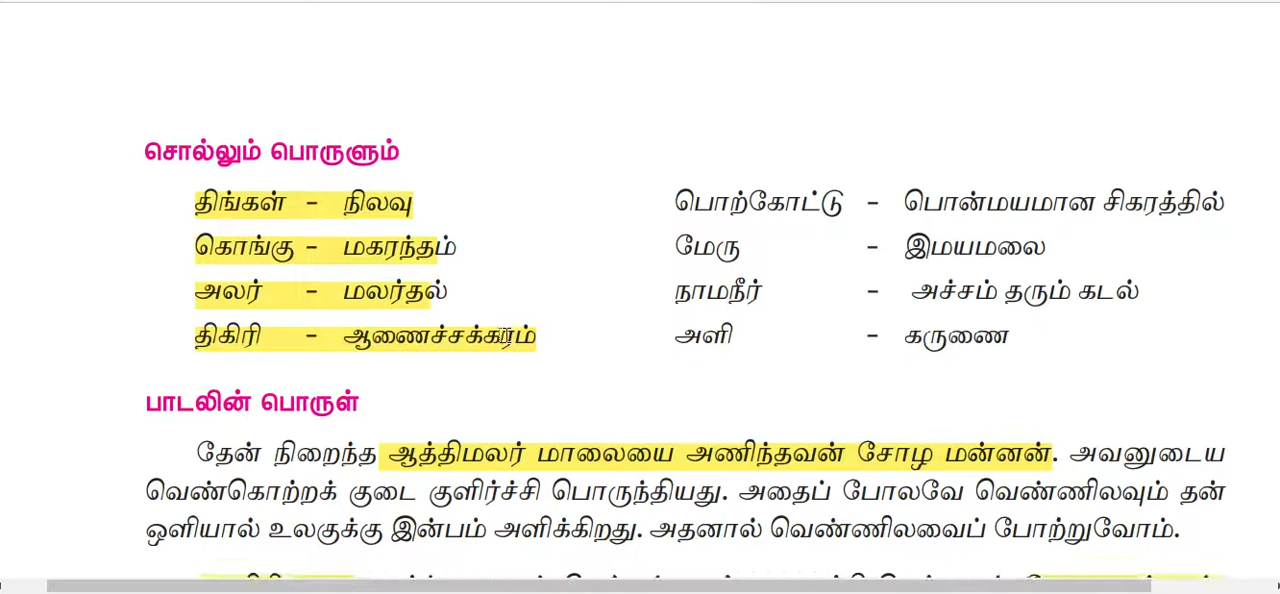 சொல்லும் பொருளும்
திங்கள் - நிலவு பொற்கோட்டு - பொன்மயமான சிகரத்தில்
கொங்கு - மகரந்தம் மேரு - இமயமலை
அலர் - மலர்தல் நாமநீர் - அச்சம் தரும் கடல்
திகிரி - ஆணைச்சக்கரம் அளி - கருணை
பாடலின் பொருள்
தேன் நிறைந்த ஆத்திமலர் மாலையை அணிந்தவன் சோழ மன்னன். அவனுடைய
வெண்கொற்றக் குடை குளிர்ச்சி பொருந்தியது. அதைப் போலவே வெண்ணிலவும் தன்
ஒளியால் உலகுக்கு இன்பம் அளிக்கிறது. அதனால் வெண்ணிலவைப் போற்றுவோம்.